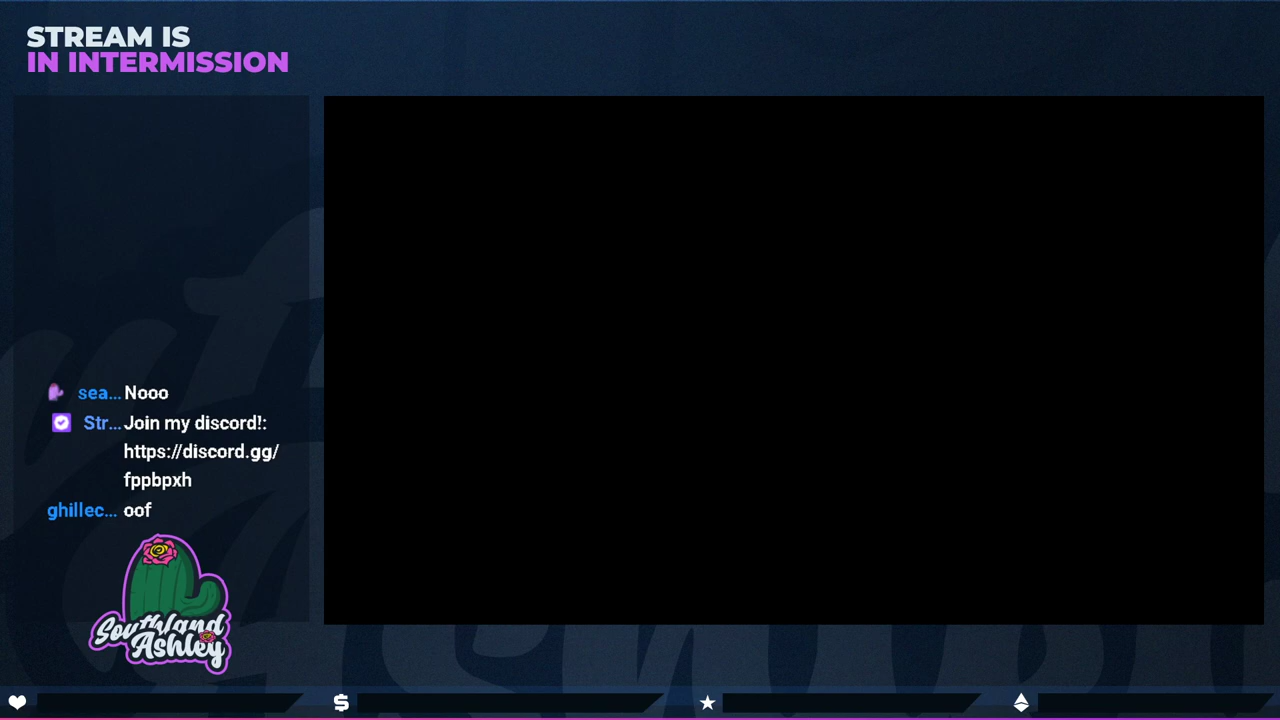 STREAM IS
IN INTERMISSION
sea... Nooo
Str... Join my discord!:
https://discord.gg/
fppbpxh
ghillec... oof
Southland
Ashley